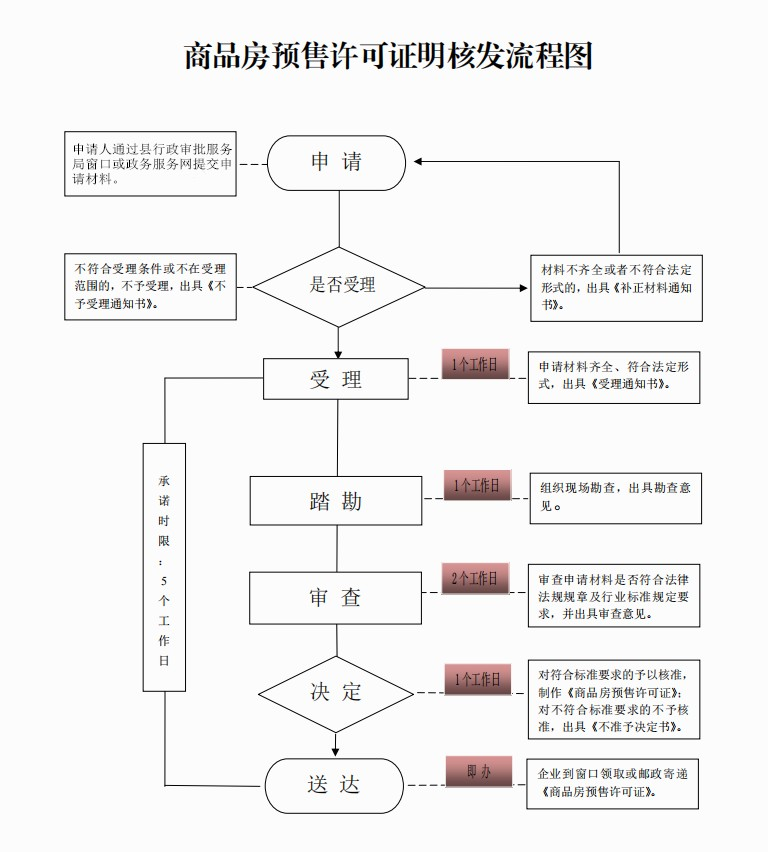 商品房预售许可证明核发流程图
申请人通过县行政审批服务
局窗口或政务服务网提交申
请材料。
申 请
不符合受理条件或不在受理
范围的，不予受理，出具《不
予受理通知书》。
是否受理
材料不齐全或者不符合法定
形式的，出具《补正材料通知
书》。
受 理
1个工作日
申请材料齐全、符合法定形
式，出具《受理通知书》。
承
诺
时
限
：
5
个
工
作
日
踏 勘
1个工作日
组织现场勘查，出具勘查意
见。
审 查
2个工作日
审查申请材料是否符合法律
法规规章及行业标准规定要
求，并出具审查意见。
决 定
1个工作日
对符合标准要求的予以核准，
制作《商品房预售许可证》；
对不符合标准要求的不予核
准，出具《不准予决定书》。
送 达
即 办
企业到窗口领取或邮政寄递
《商品房预售许可证》。